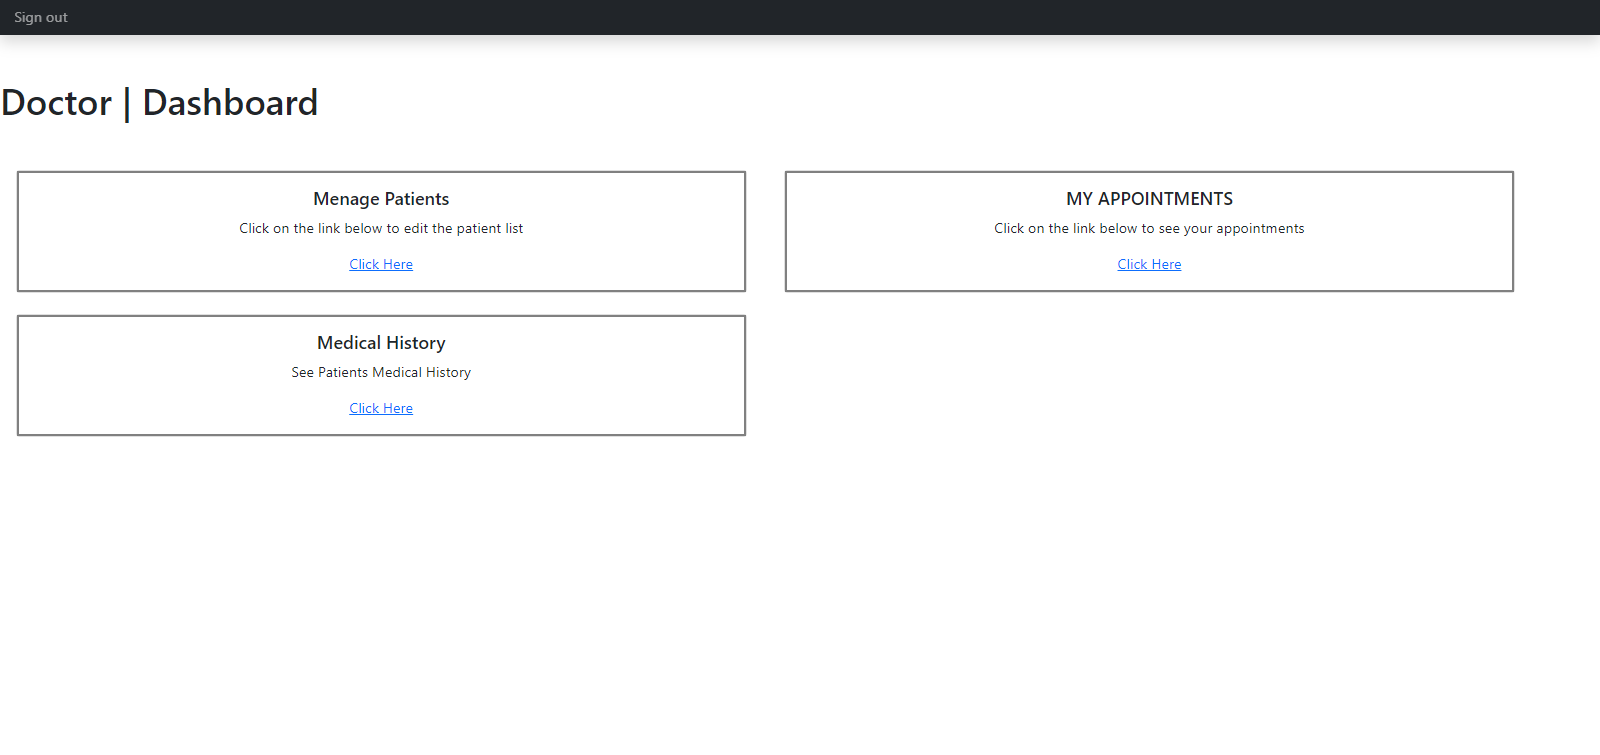 Sign out
Doctor | Dashboard
Menage Patients
Click on the link below to edit the patient list
Click Here
MY APPOINTMENTS
Click on the link below to see your appointments
Click Here
Medical History
See Patients Medical History
Click Here